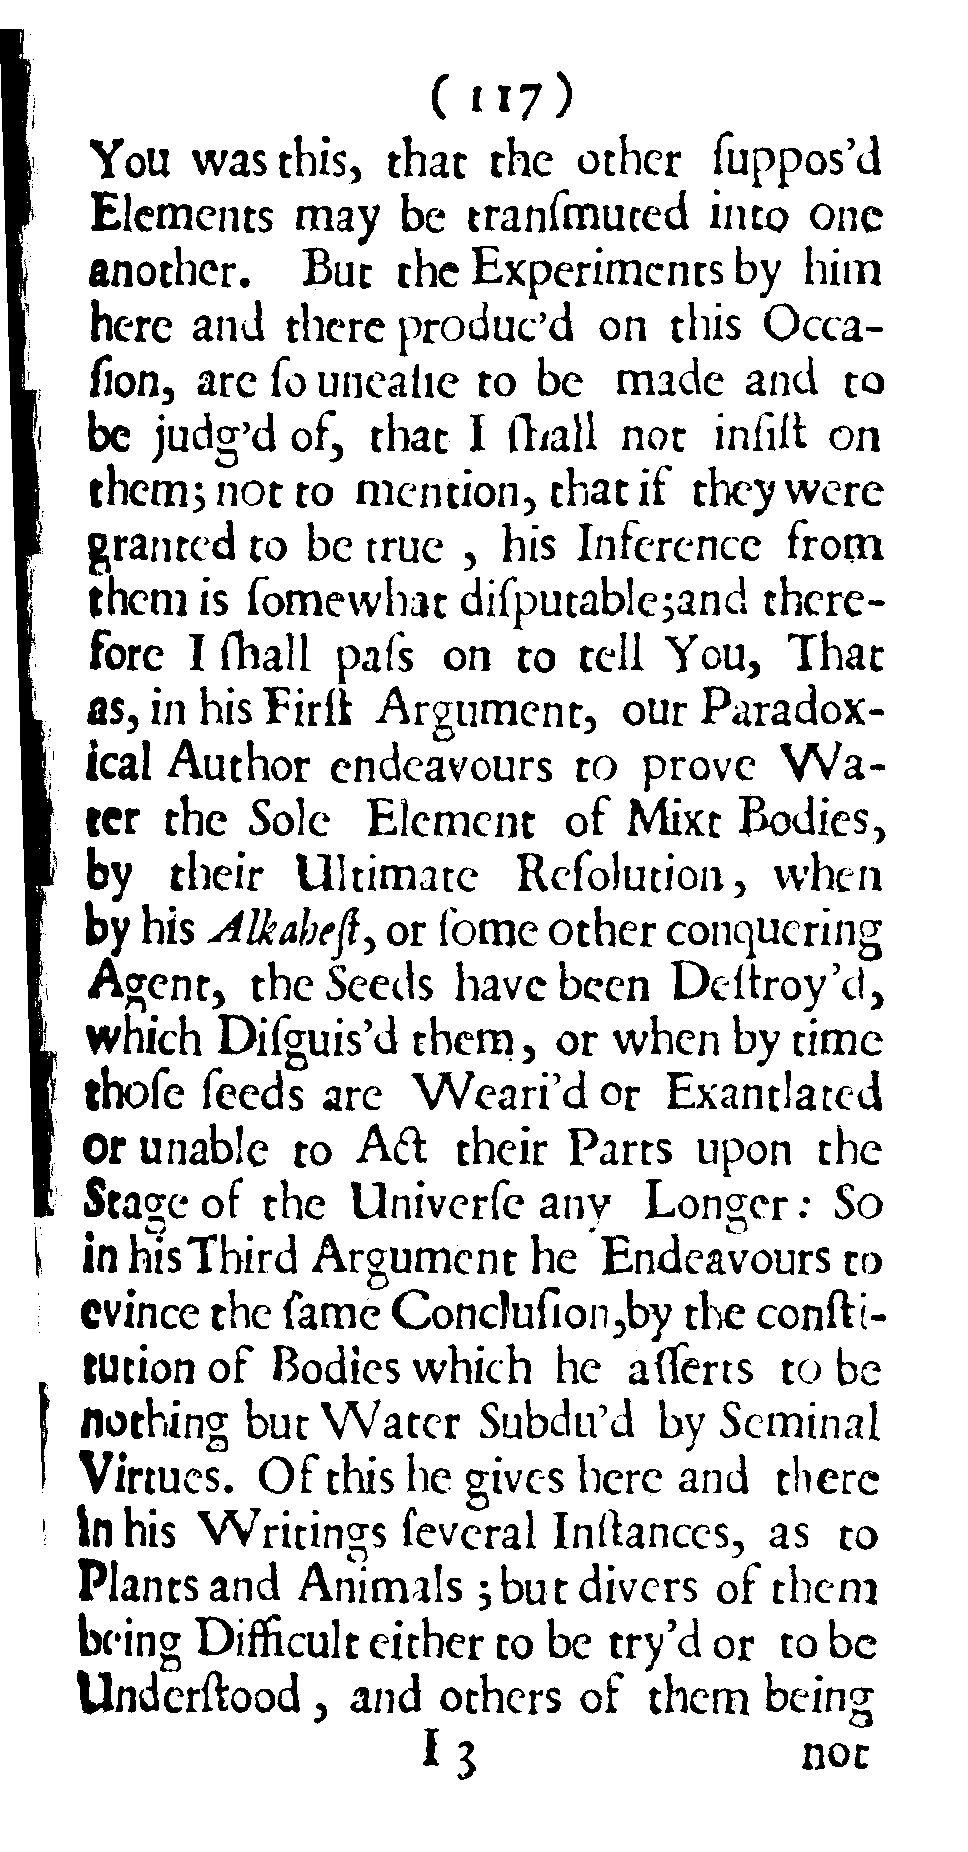 ( 117 )
You was this, that the other ſuppos’d
Elements may be tranſmuted into one
another. But the Experiments by him
here and there produc’d on this Occa-
ſion, are ſo uneaſie to be made and to
be judg’d of, that I ſhall not inſiſt on
them; not to mention, that if they were
granted to be true , his Inference from
them is ſomewhat diſputable;and there-
fore I ſhall paſs on to tell You, That
as, in his Firſt Argument, our Paradox-
ical Author endeavours to prove Wa-
ter the Sole Element of Mixt Bodies,
by their Ultimate Reſolution, when
by his Alkaheſt, or ſome other conquering
Agent, the Seeds have been Deſtroy’d,
which Diſguis’d them, or when by time
thoſe ſeeds are Weari’d or Exantlated
or unable to Act their Parts upon the
Stage of the Univerſe any Longer: So
in his Third Argument he Endeavours to
evince the ſame Concluſion,by the conſti-
tution of Bodies which he aſſerts to be
nothing but Water Subdu’d by Seminal
Virtues. Of this he gives here and there
in his Writings ſeveral Inſtances, as to
Plants and Animals ; but divers of them
being Difficult either to be try’d or to be
Underſtood , and others of them being
I 3 not